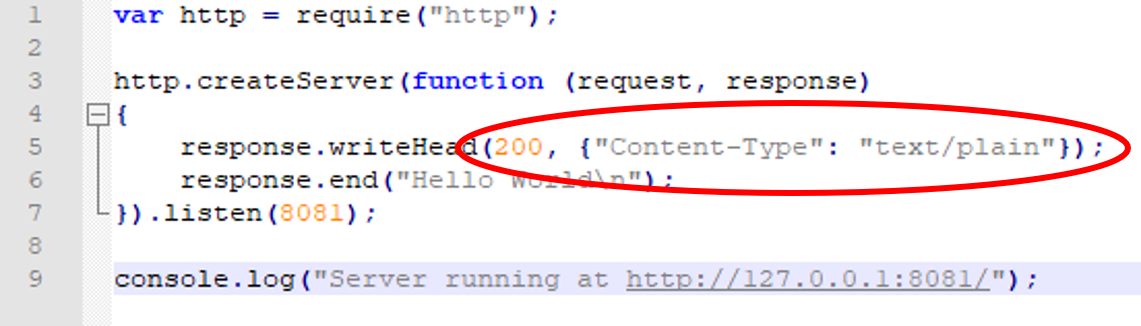 1 var http = require("http");
2
3 http.createServer(function (request, response)
4 {
5 response.writeHead(200, {"Content-Type": "text/plain"});
6 response.end("Hello World\n");
7 }).listen(8081);
8
9 console.log("Server running at http://127.0.0.1:8081/");